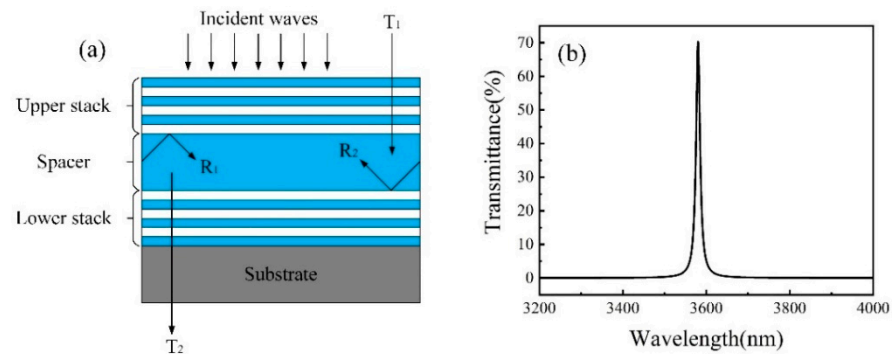 (a)
Incident waves
T1
Upper stack
Spacer
R1
R2
Lower stack
Substrate
T2
(b)
Transmittance(%)
70
60
50
40
30
20
10
0
3200 3400 3600 3800 4000
Wavelength(nm)